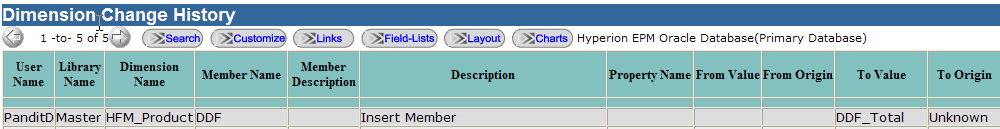 Dimension Change History
1 -to- 5 of 5 Search Customize Links Field-Lists Layout Charts Hyperion EPM Oracle Database(Primary Database)
User Name Library Name Dimension Name Member Name Member Description Description Property Name From Value From Origin To Value To Origin
PanditD Master HFM_Product DDF Insert Member DDF_Total Unknown